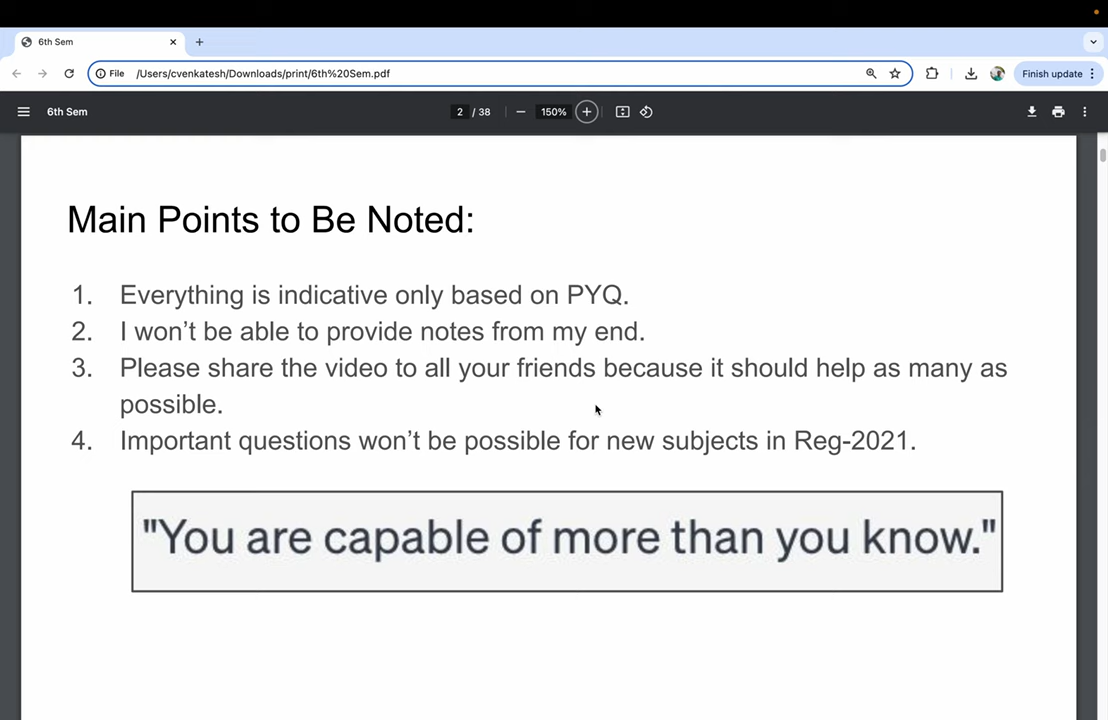 6th Sem
File /Users/cvenkatesh/Downloads/print/6th%20Sem.pdf
Finish update
6th Sem
2 / 38
150%
Main Points to Be Noted:
1. Everything is indicative only based on PYQ.
2. I won’t be able to provide notes from my end.
3. Please share the video to all your friends because it should help as many as
possible.
4. Important questions won’t be possible for new subjects in Reg-2021.
"You are capable of more than you know."